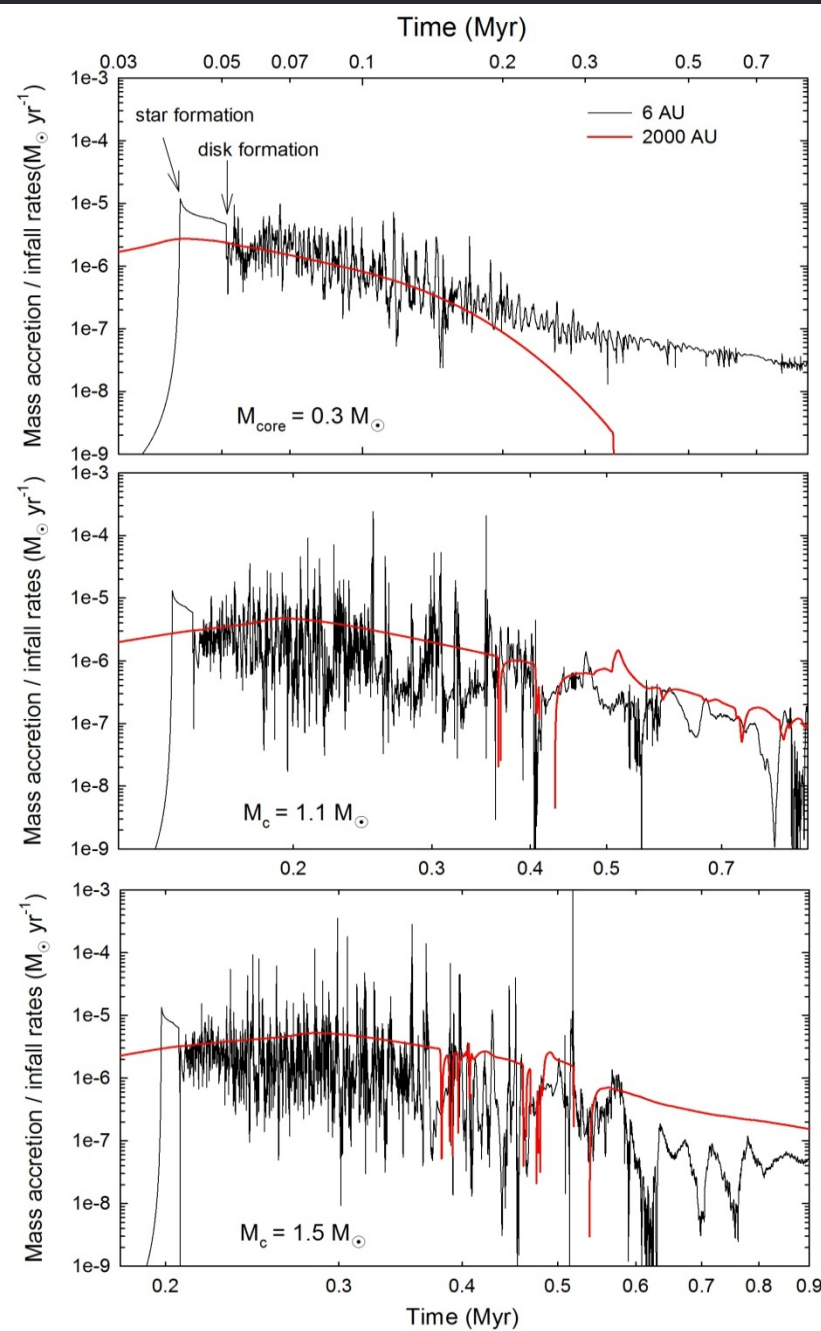 Time (Myr)
0.03 0.05 0.07 0.1 0.2 0.3 0.5 0.7
Mass accretion / infall rates(M☉ yr⁻¹)
1e-3
1e-4
1e-5
1e-6
1e-7
1e-8
1e-9
star formation
disk formation
6 AU
2000 AU
M_core = 0.3 M☉
Mass accretion / infall rates (M☉ yr⁻¹)
1e-3
1e-4
1e-5
1e-6
1e-7
1e-8
1e-9
M_c = 1.1 M☉
0.2 0.3 0.4 0.5 0.7
Mass accretion / infall rates (M☉ yr⁻¹)
1e-3
1e-4
1e-5
1e-6
1e-7
1e-8
1e-9
M_c = 1.5 M☉
0.2 0.3 0.4 0.5 0.6 0.7 0.8 0.9
Time (Myr)